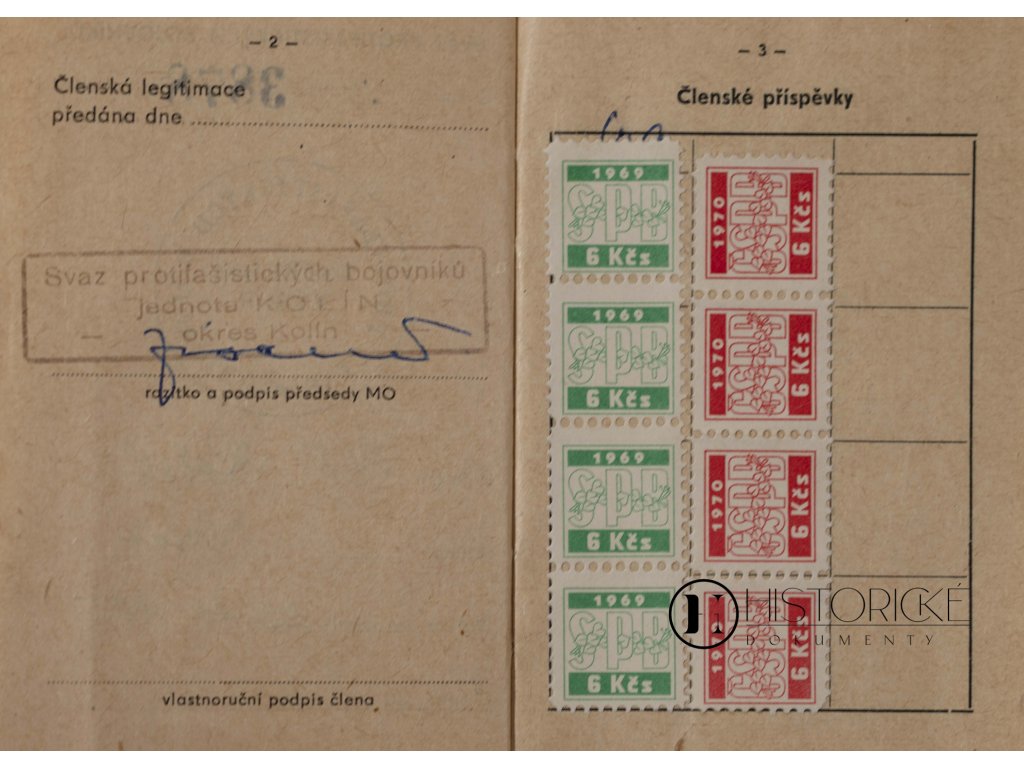 – 2 –
Členská legitimace
předána dne
Svaz protifašistických bojovníků
jednota KOLÍN
– okres Kolín
razítko a podpis předsedy MO
vlastnoruční podpis člena
– 3 –
Členské příspěvky
1969
SPB
6 Kčs
1969
SPB
6 Kčs
1969
SPB
6 Kčs
1969
SPB
6 Kčs
1970
ČSPB
6 Kčs
1970
ČSPB
6 Kčs
1970
ČSPB
6 Kčs
1970
ČSPB
6 Kčs
HISTORICKÉ
DOKUMENTY